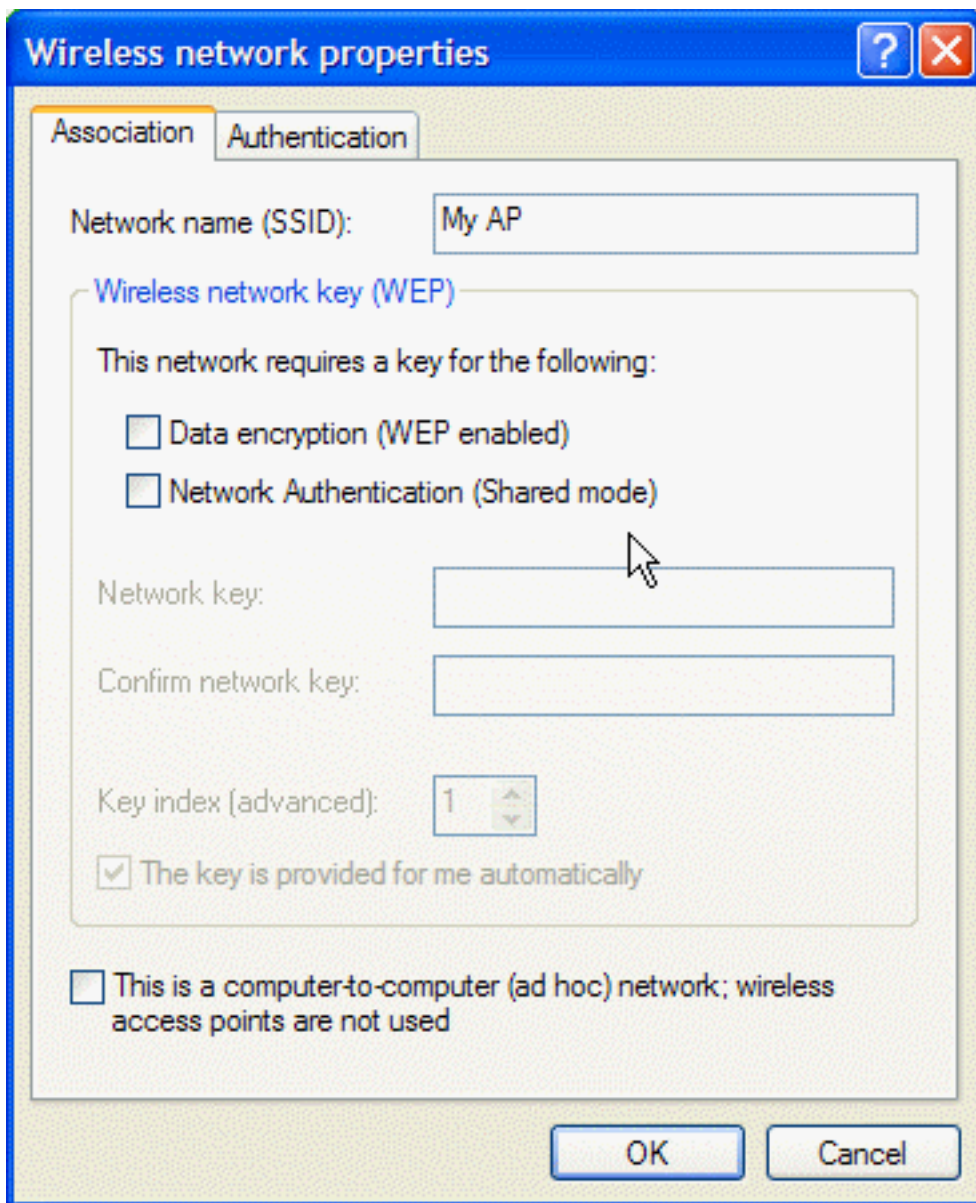 Wireless network properties
Association Authentication
Network name (SSID): My AP
Wireless network key (WEP)
This network requires a key for the following:
Data encryption (WEP enabled)
Network Authentication (Shared mode)
Network key:
Confirm network key:
Key index (advanced): 1
The key is provided for me automatically
This is a computer-to-computer (ad hoc) network; wireless
access points are not used
OK Cancel